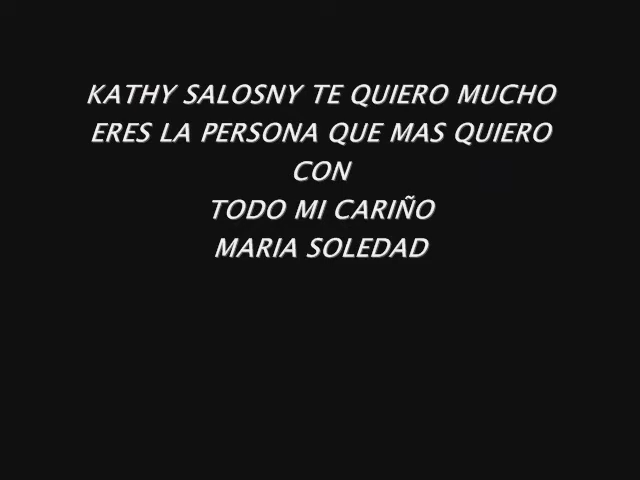 KATHY SALOSNY TE QUIERO MUCHO
ERES LA PERSONA QUE MAS QUIERO
CON
TODO MI CARIÑO
MARIA SOLEDAD